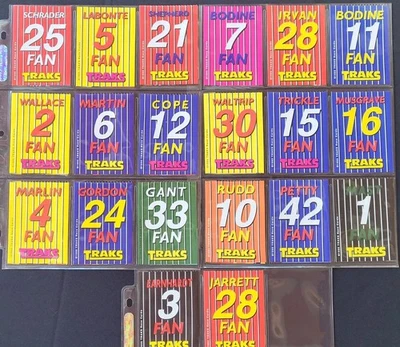 SCHRADER 25 FAN TRAKS
LABONTE 5 FAN TRAKS
SHEPHERD 21 FAN TRAKS
BODINE 7 FAN TRAKS
IRVAN 28 FAN TRAKS
BODINE 11 FAN TRAKS
WALLACE 2 FAN TRAKS
MARTIN 6 FAN TRAKS
COPE 12 FAN TRAKS
WALTRIP 30 FAN TRAKS
TRICKLE 15 FAN TRAKS
MUSGRAVE 16 FAN TRAKS
MARLIN 4 FAN TRAKS
GORDON 24 FAN TRAKS
GANT 33 FAN TRAKS
RUDD 10 FAN TRAKS
PETTY 42 FAN TRAKS
1 FAN TRAKS
EARNHARDT 3 FAN TRAKS
JARRETT 28 FAN TRAKS